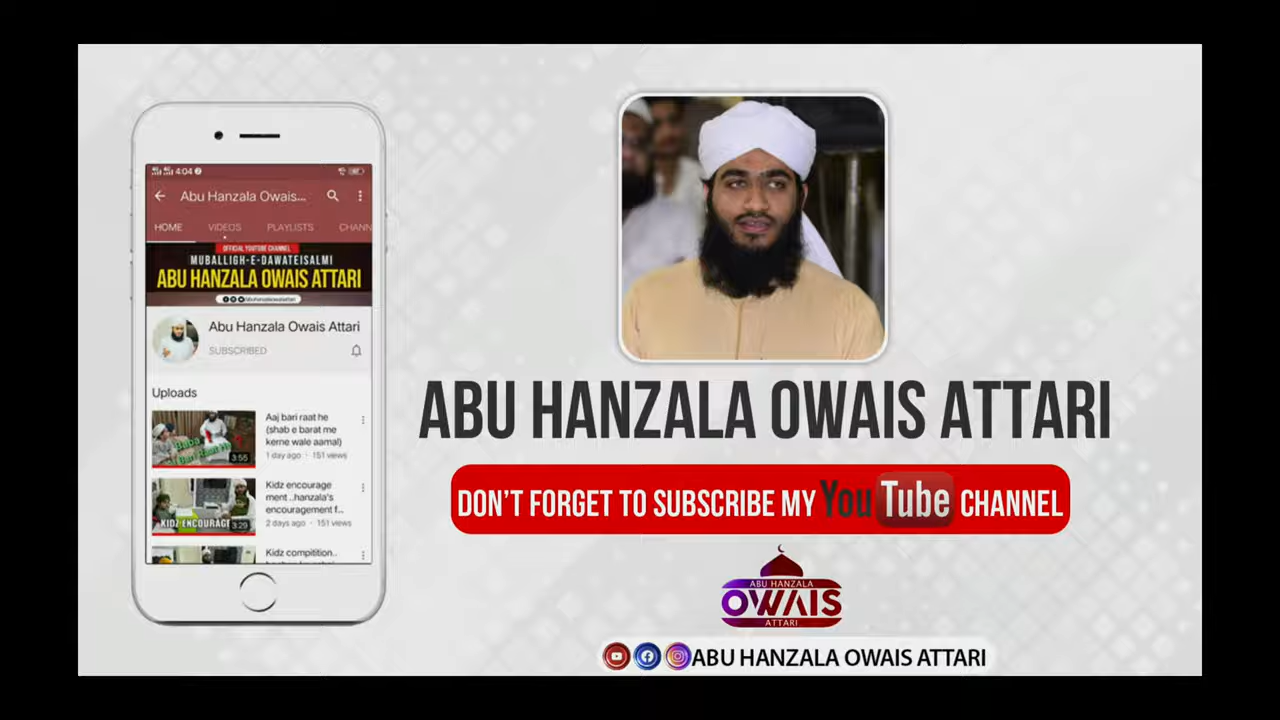 4:04
Abu Hanzala Owais...
HOME VIDEOS PLAYLISTS CHANN
OFFICIAL YOUTUBE CHANNEL
MUBALLIGH-E-DAWATEISALMI
ABU HANZALA OWAIS ATTARI
Abu Hanzala Owais Attari
SUBSCRIBED
Uploads
Aaj bari raat he
(shab e barat me
kerne wale aamal)
1 day ago · 151 views
3:55
Kidz encourage
ment ..hanzala's
encouragement f...
2 days ago · 151 views
KIDZ ENCOURAGE
3:29
Kidz compitition..
ABU HANZALA OWAIS ATTARI
DON'T FORGET TO SUBSCRIBE MY YouTube CHANNEL
ABU HANZALA
OWAIS
ATTARI
ABU HANZALA OWAIS ATTARI